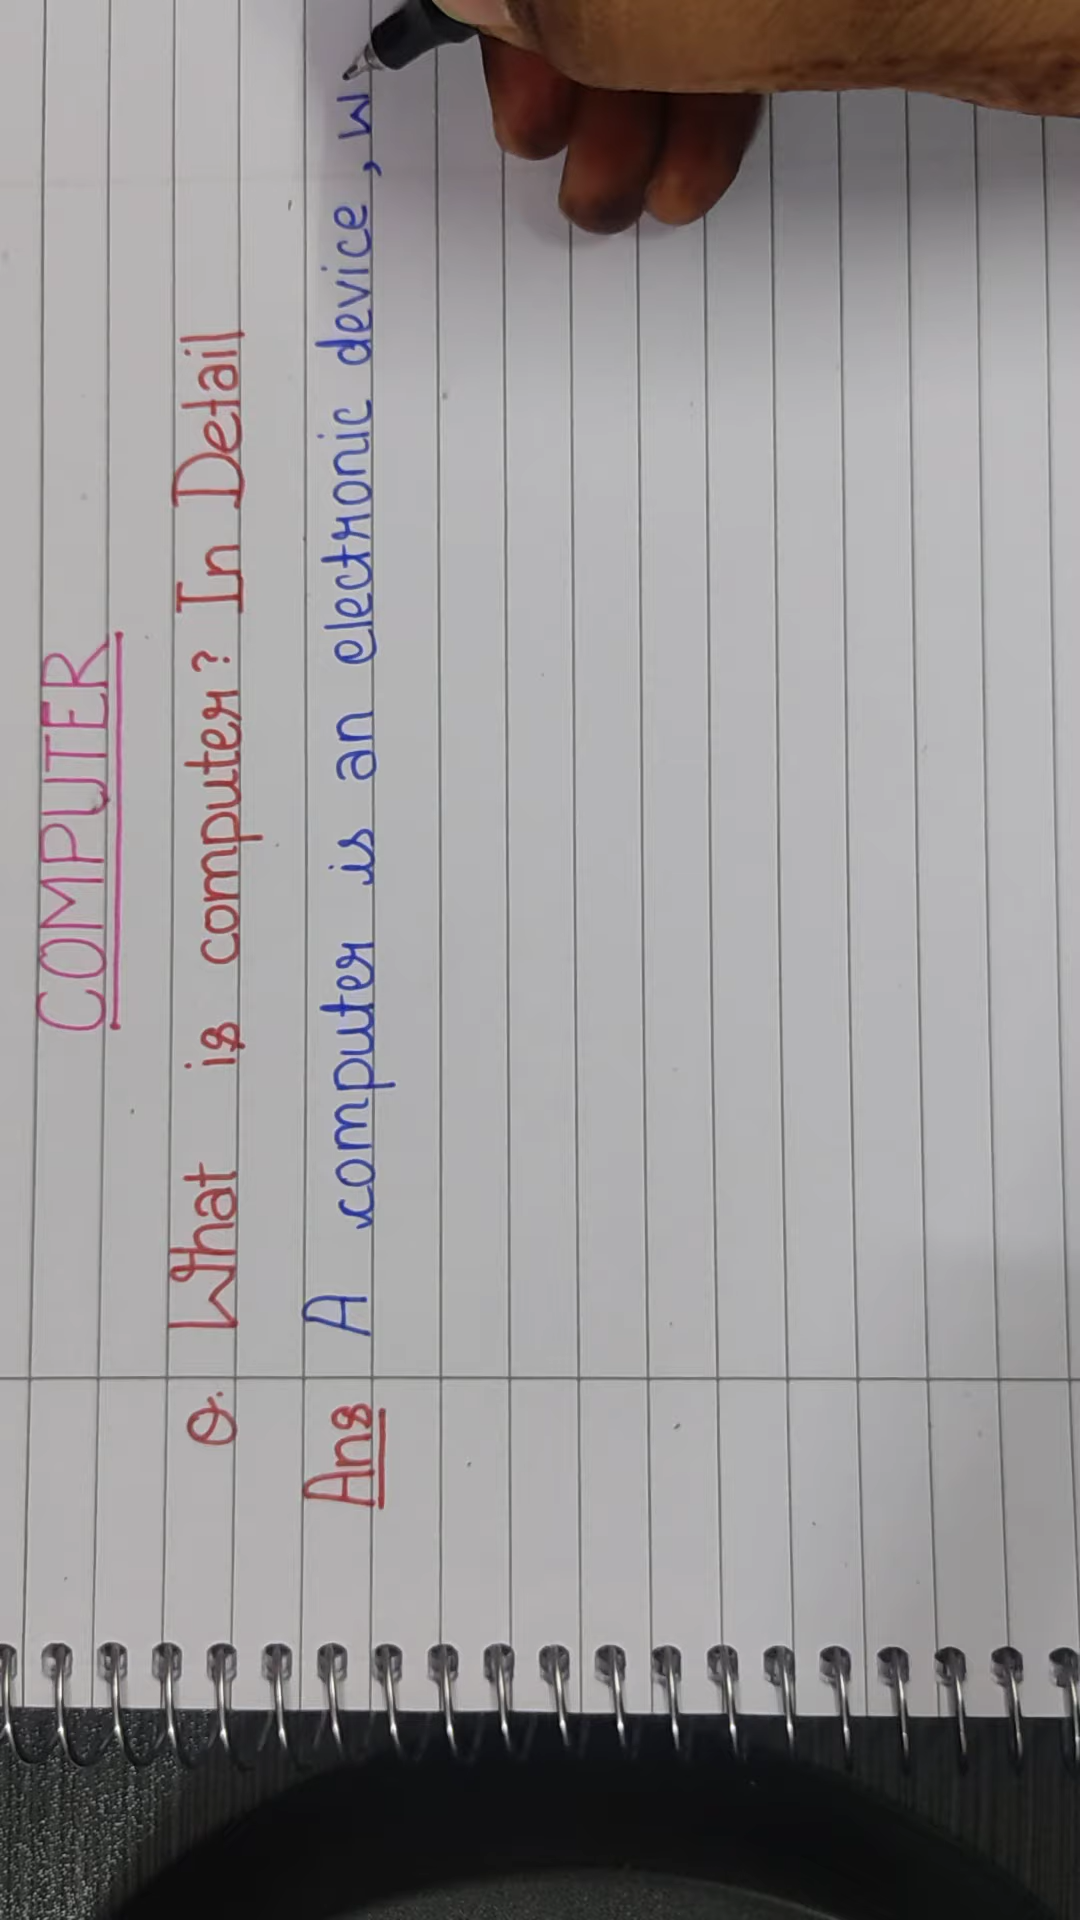 COMPUTER
Q. What is computer? In Detail
Ans A computer is an electronic device, w